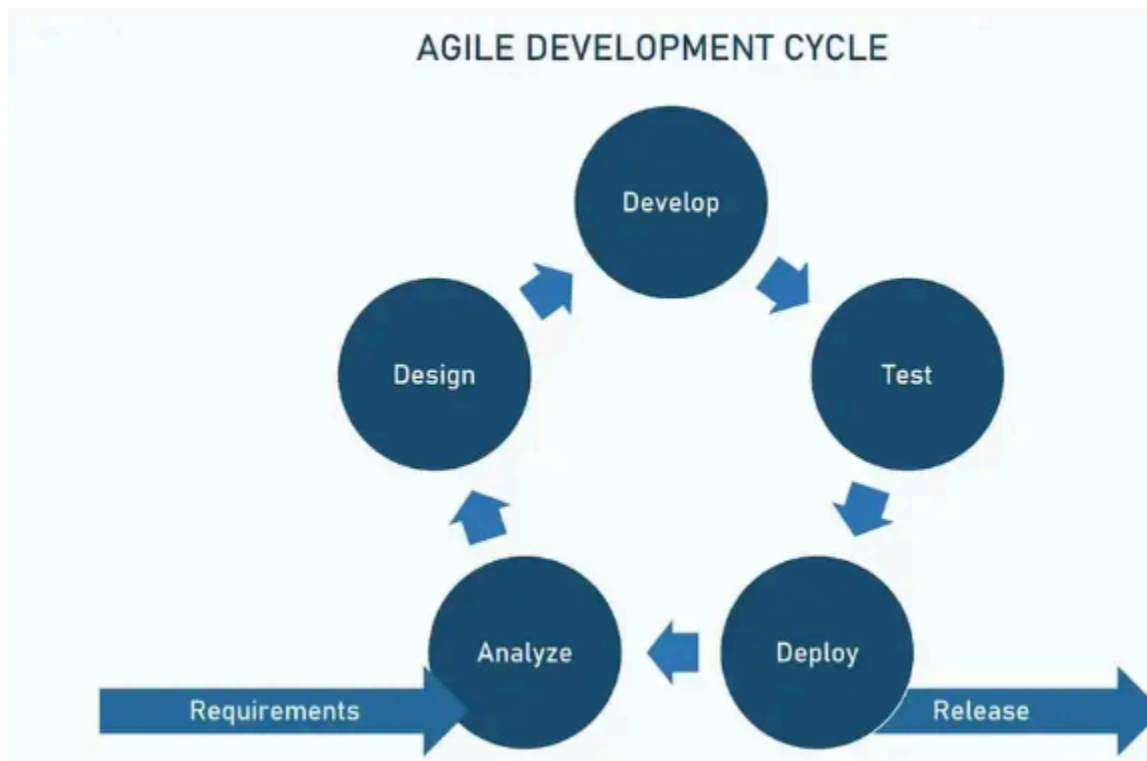 AGILE DEVELOPMENT CYCLE
Develop
Design
Test
Analyze
Deploy
Requirements
Release